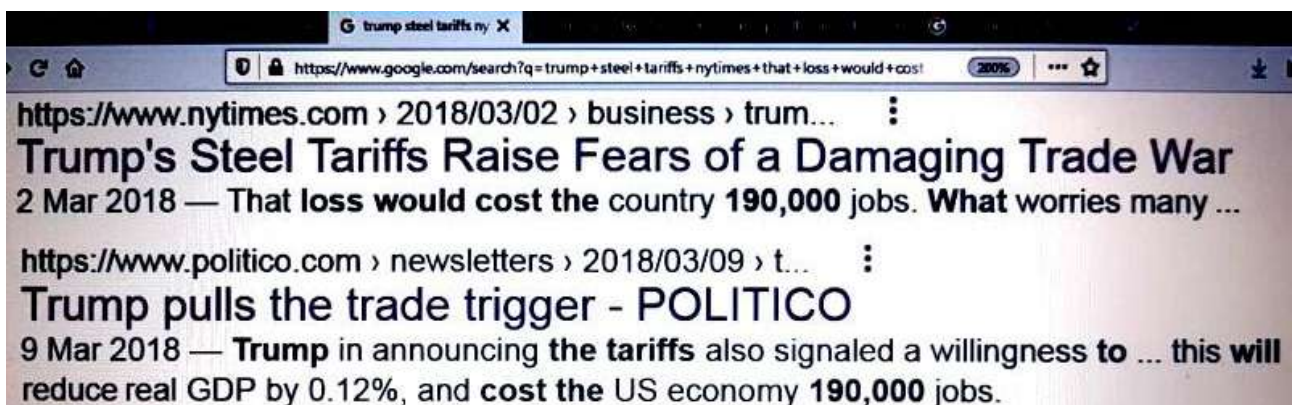 G trump steel tariffs ny X
https://www.google.com/search?q=trump+steel+tariffs+nytimes+that+loss+would+cost 200%
https://www.nytimes.com › 2018/03/02 › business › trum...
Trump's Steel Tariffs Raise Fears of a Damaging Trade War
2 Mar 2018 — That loss would cost the country 190,000 jobs. What worries many ...
https://www.politico.com › newsletters › 2018/03/09 › t...
Trump pulls the trade trigger - POLITICO
9 Mar 2018 — Trump in announcing the tariffs also signaled a willingness to ... this will
reduce real GDP by 0.12%, and cost the US economy 190,000 jobs.